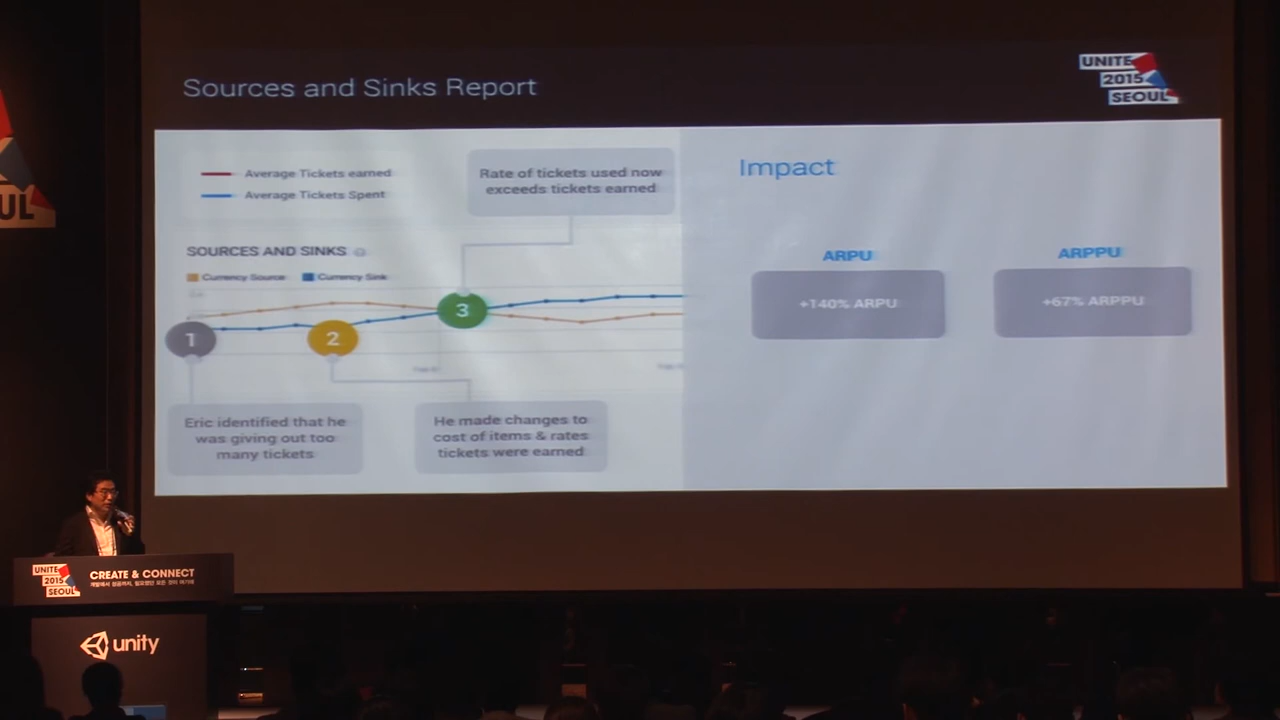 Sources and Sinks Report
UNITE
2015
SEOUL
Average Tickets earned
Average Tickets Spent
Rate of tickets used now
exceeds tickets earned
Impact
SOURCES AND SINKS
Currency Source
Currency Sink
ARPU
ARPPU
+140% ARPU
+67% ARPPU
1
2
3
Eric identified that he
was giving out too
many tickets
He made changes to
cost of items & rates
tickets were earned
UL
UNITE
2015
SEOUL
CREATE & CONNECT
unity